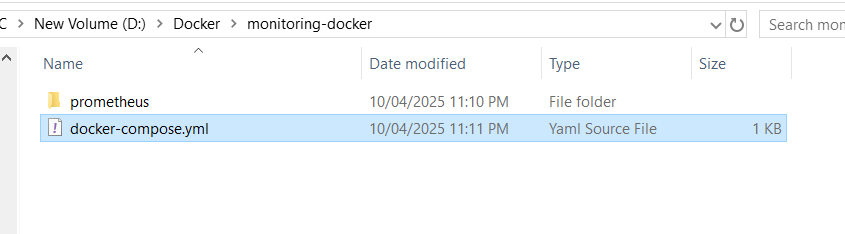 C > New Volume (D:) > Docker > monitoring-docker Search mon
Name Date modified Type Size
prometheus 10/04/2025 11:10 PM File folder
docker-compose.yml 10/04/2025 11:11 PM Yaml Source File 1 KB